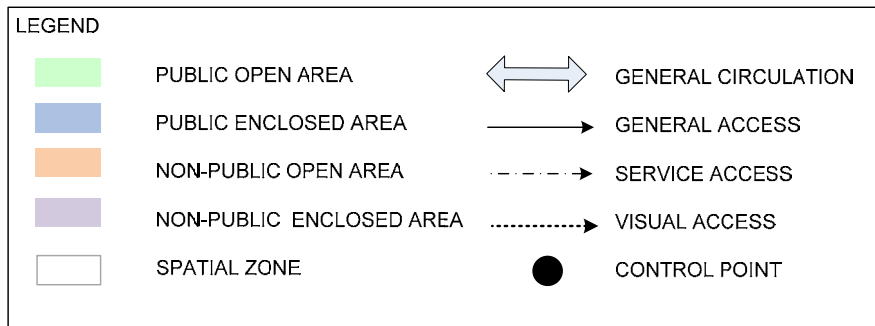 LEGEND
PUBLIC OPEN AREA
PUBLIC ENCLOSED AREA
NON-PUBLIC OPEN AREA
NON-PUBLIC ENCLOSED AREA
SPATIAL ZONE
GENERAL CIRCULATION
GENERAL ACCESS
SERVICE ACCESS
VISUAL ACCESS
CONTROL POINT